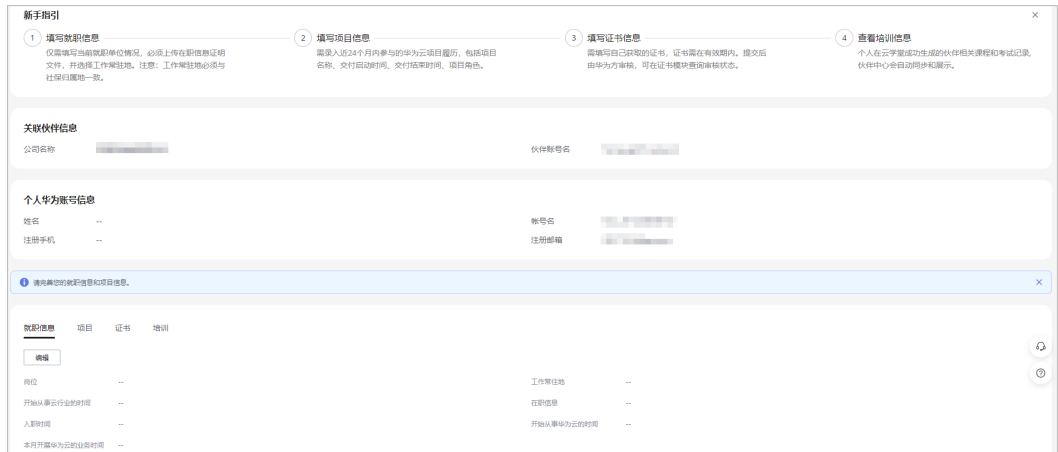 新手指引
1 填写就职信息
仅需填写当前就职单位情况，必须上传在职信息证明
文件，并选择工作常驻地。注意：工作常驻地必须与
社保归属地一致。
2 填写项目信息
需录入近24个月内参与的华为云项目履历，包括项目
名称、交付启动时间、交付结束时间、项目角色。
3 填写证书信息
需填写自己获取的证书，证书需在有效期内。提交后
由华为方审核，可在证书模块查询审核状态。
4 查看培训信息
个人在云学堂成功生成的伙伴相关课程和考试记录,
伙伴中心会自动同步和展示。
关联伙伴信息
公司名称
伙伴账号名
个人华为账号信息
姓名 --
帐号名
注册手机 --
注册邮箱
请完善您的就职信息和项目信息。
就职信息 项目 证书 培训
编辑
岗位 --
工作常住地 --
开始从事云行业的时间 --
在职信息 --
入职时间 --
开始从事华为云的时间 --
本月开展华为云的业务时间 --